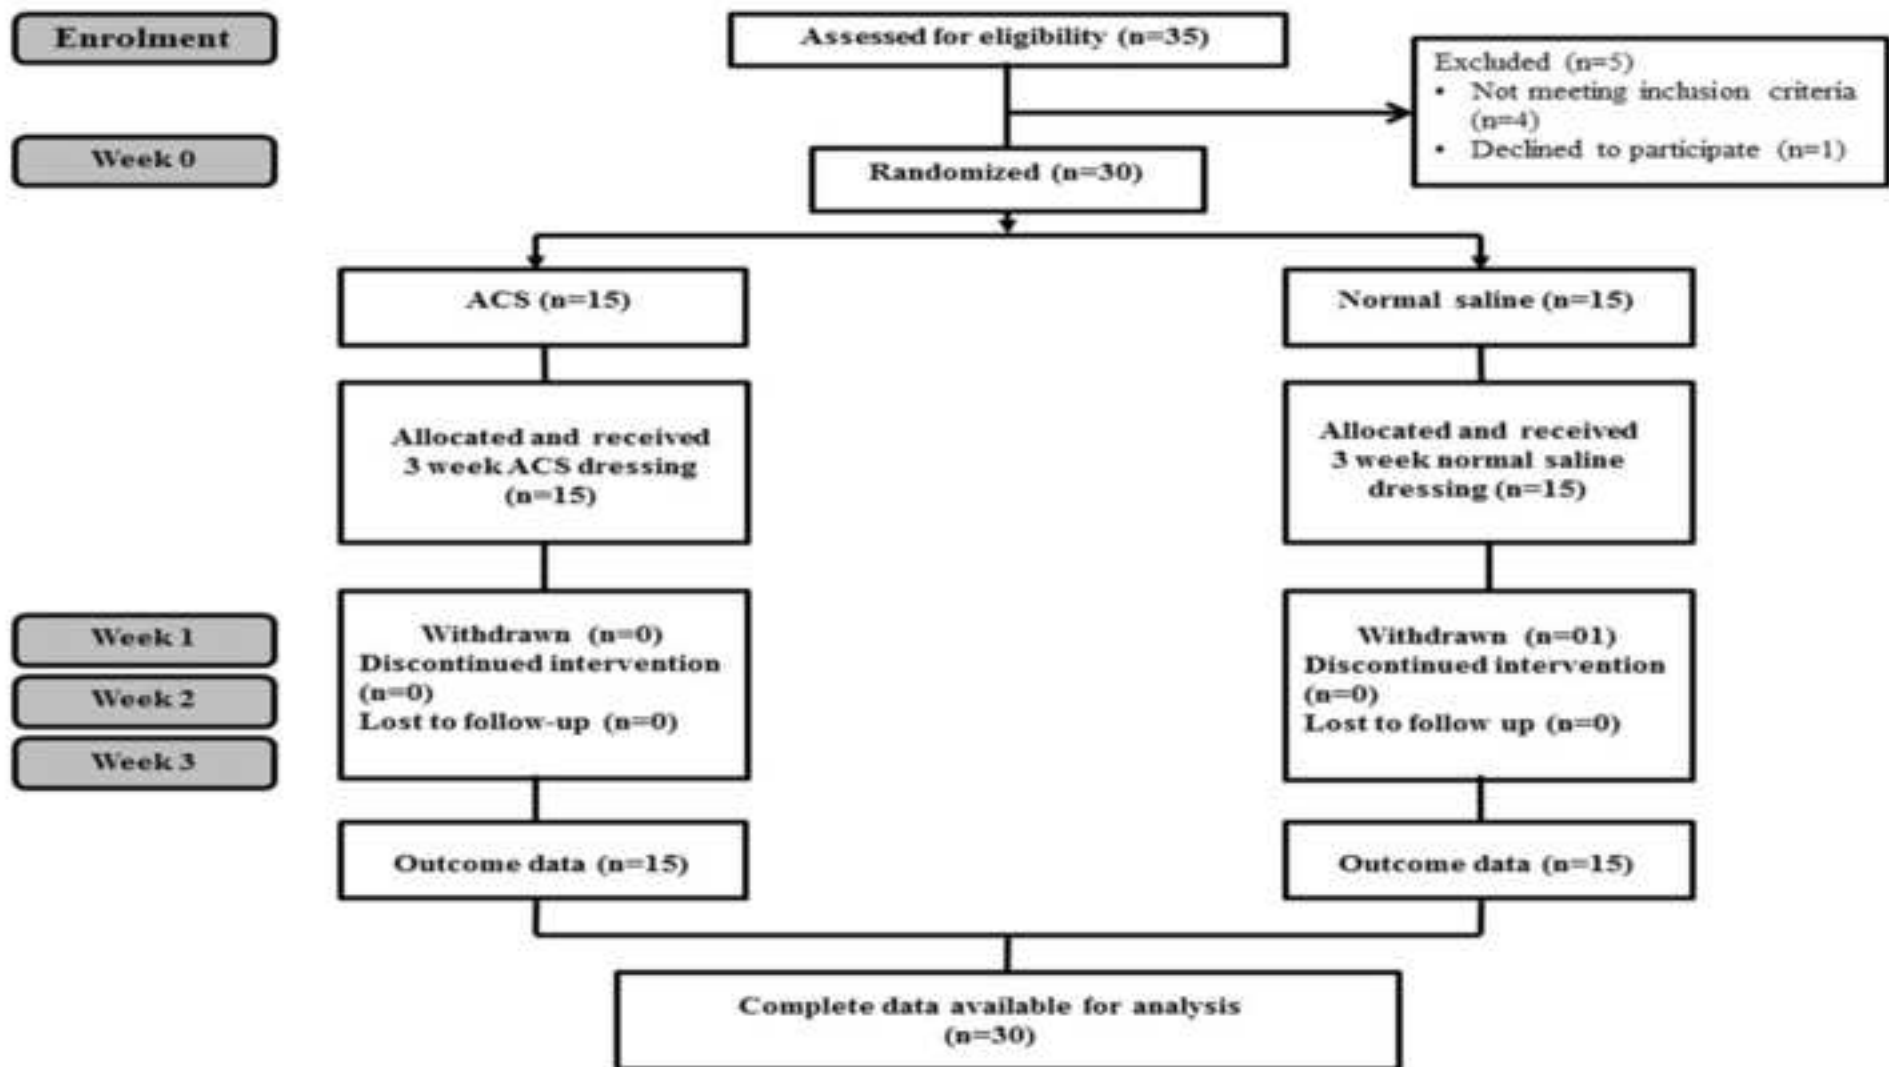 Enrolment
Assessed for eligibility (n=35)
Excluded (n=5)
• Not meeting inclusion criteria
(n=4)
• Declined to participate (n=1)
Week 0
Randomized (n=30)
ACS (n=15)
Normal saline (n=15)
Allocated and received
3 week ACS dressing
(n=15)
Allocated and received
3 week normal saline
dressing (n=15)
Week 1
Week 2
Week 3
Withdrawn (n=0)
Discontinued intervention
(n=0)
Lost to follow-up (n=0)
Withdrawn (n=01)
Discontinued intervention
(n=0)
Lost to follow up (n=0)
Outcome data (n=15)
Outcome data (n=15)
Complete data available for analysis
(n=30)